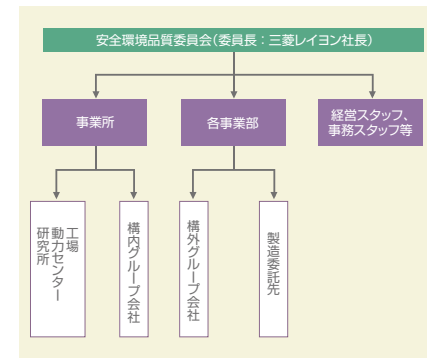 安全環境品質委員会(委員長：三菱レイヨン社長)
事業所
各事業部
経営スタッフ、
事務スタッフ等
工場
動力センター
研究所
構内グループ会社
構外グループ会社
製造委託先